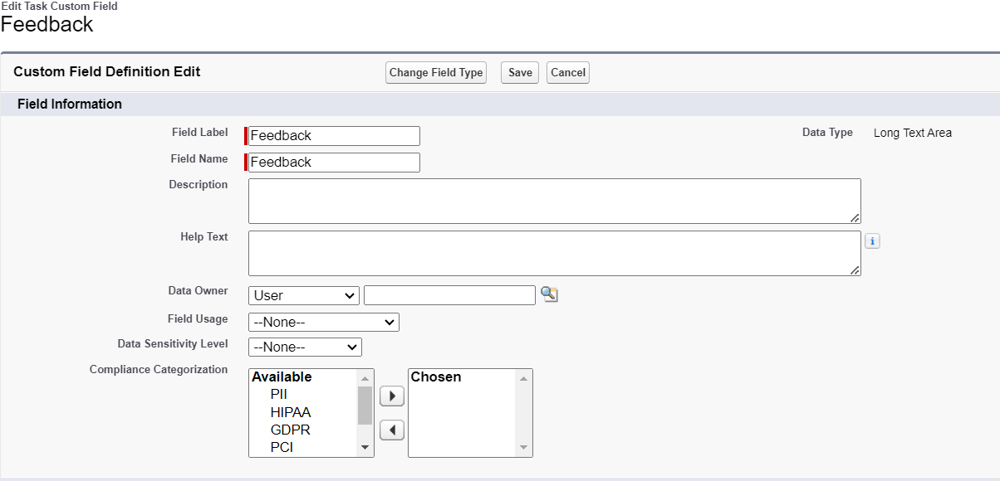 Edit Task Custom Field
Feedback
Custom Field Definition Edit
Change Field Type Save Cancel
Field Information
Field Label Feedback Data Type Long Text Area
Field Name Feedback
Description
Help Text
i
Data Owner User
Field Usage --None--
Data Sensitivity Level --None--
Compliance Categorization
Available Chosen
PII
HIPAA
GDPR
PCI